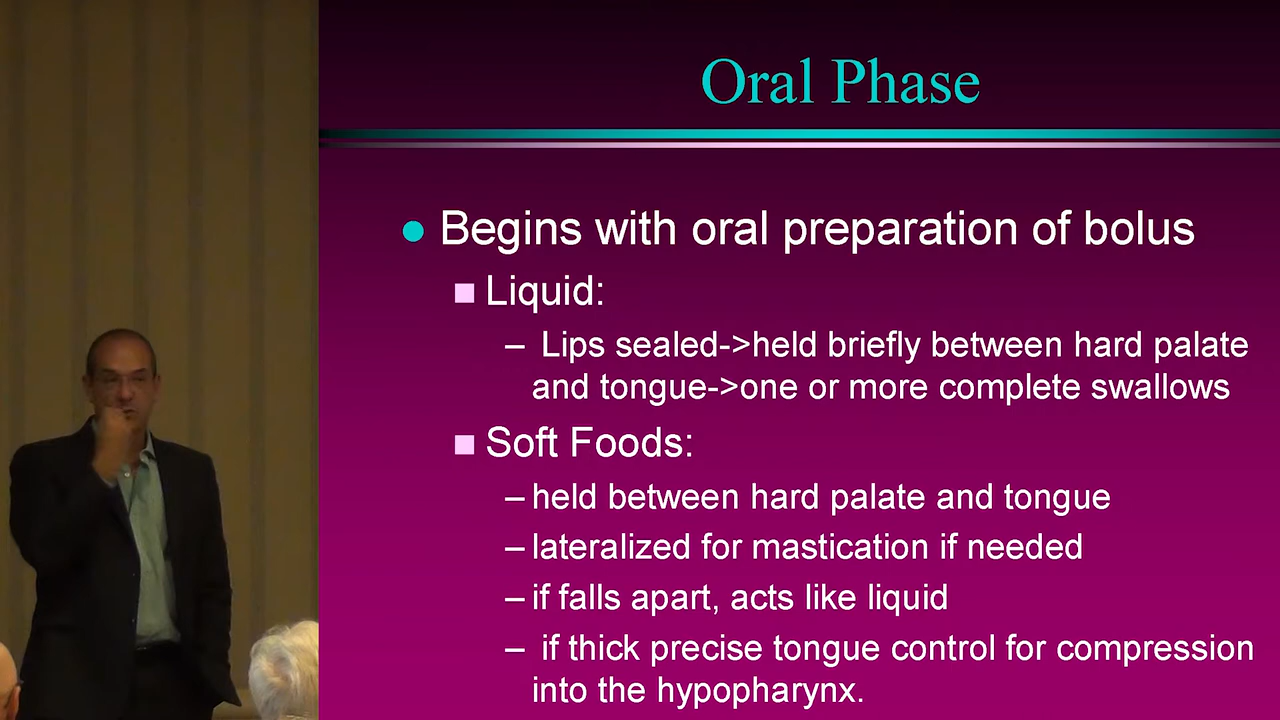 Oral Phase
Begins with oral preparation of bolus
Liquid:
– Lips sealed->held briefly between hard palate
and tongue->one or more complete swallows
Soft Foods:
– held between hard palate and tongue
– lateralized for mastication if needed
– if falls apart, acts like liquid
– if thick precise tongue control for compression
into the hypopharynx.